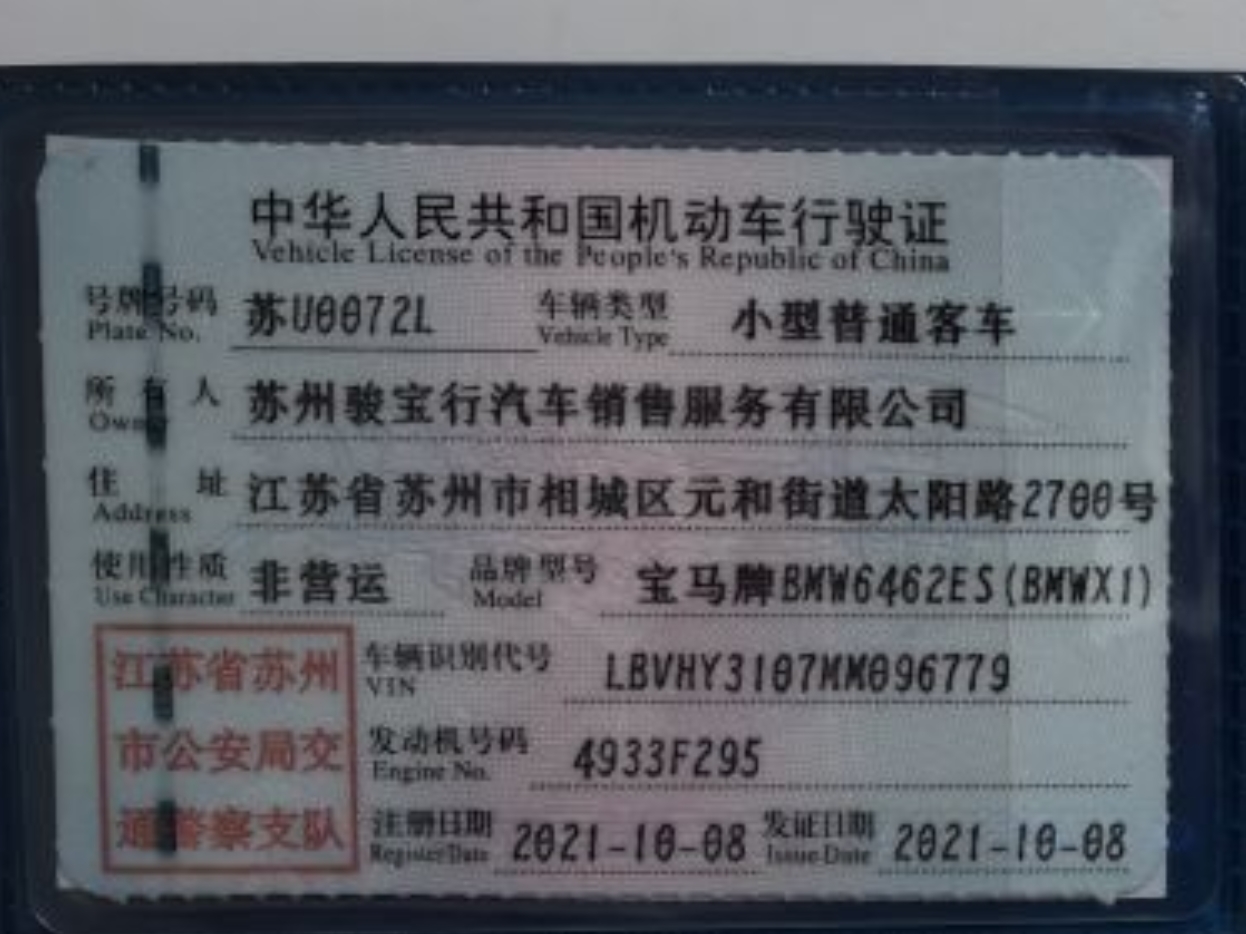 中华人民共和国机动车行驶证
Vehicle License of the People's Republic of China
号牌号码 苏U0072L 车辆类型 小型普通客车
Plate No. Vehicle Type
所有人 苏州骏宝行汽车销售服务有限公司
Owner
住址 江苏省苏州市相城区元和街道太阳路2700号
Address
使用性质 非营运 品牌型号 宝马牌BMW6462ES(BMWX1)
Use Character Model
江苏省苏州
市公安局交
通警察支队
车辆识别代号 LBVHY3107MM096779
VIN
发动机号码 4933F295
Engine No.
注册日期 2021-10-08 发证日期 2021-10-08
Register Date Issue Date